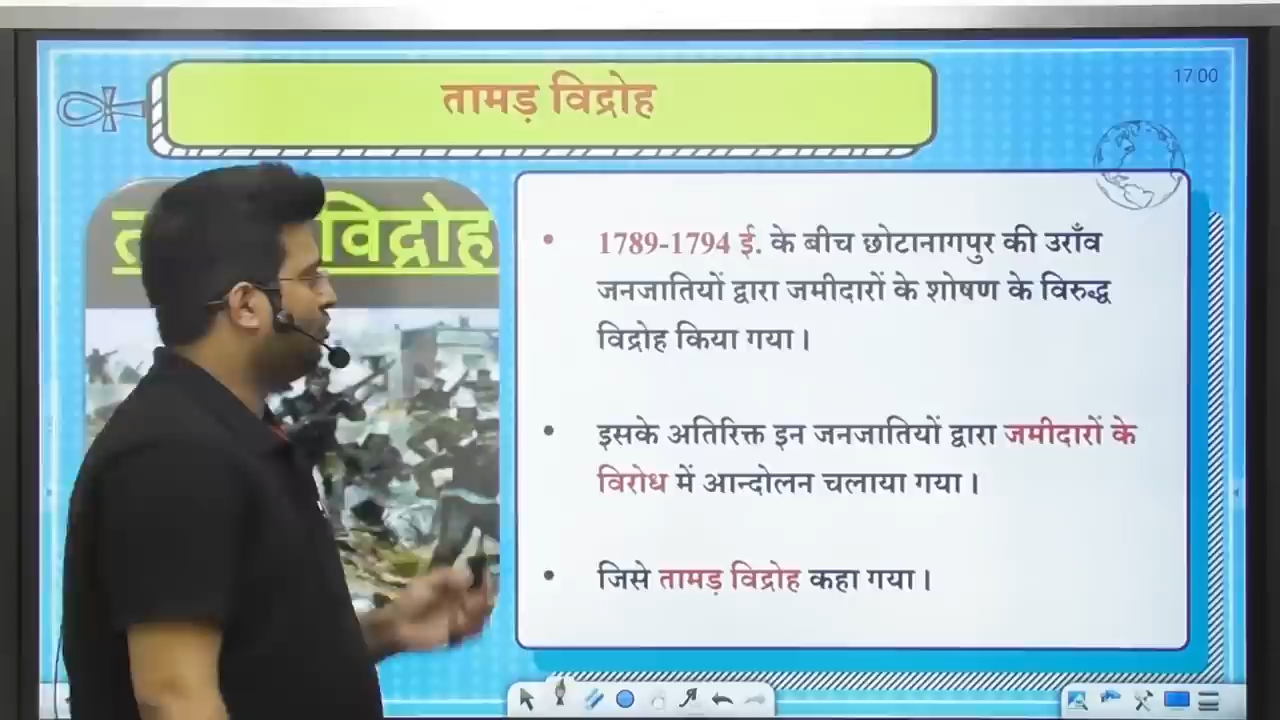 तामड़ विद्रोह
17 00
विद्रोह
1789-1794 ई. के बीच छोटानागपुर की उराँव
जनजातियों द्वारा जमीदारों के शोषण के विरुद्ध
विद्रोह किया गया।
इसके अतिरिक्त इन जनजातियों द्वारा जमीदारों के
विरोध में आन्दोलन चलाया गया।
जिसे तामड़ विद्रोह कहा गया।